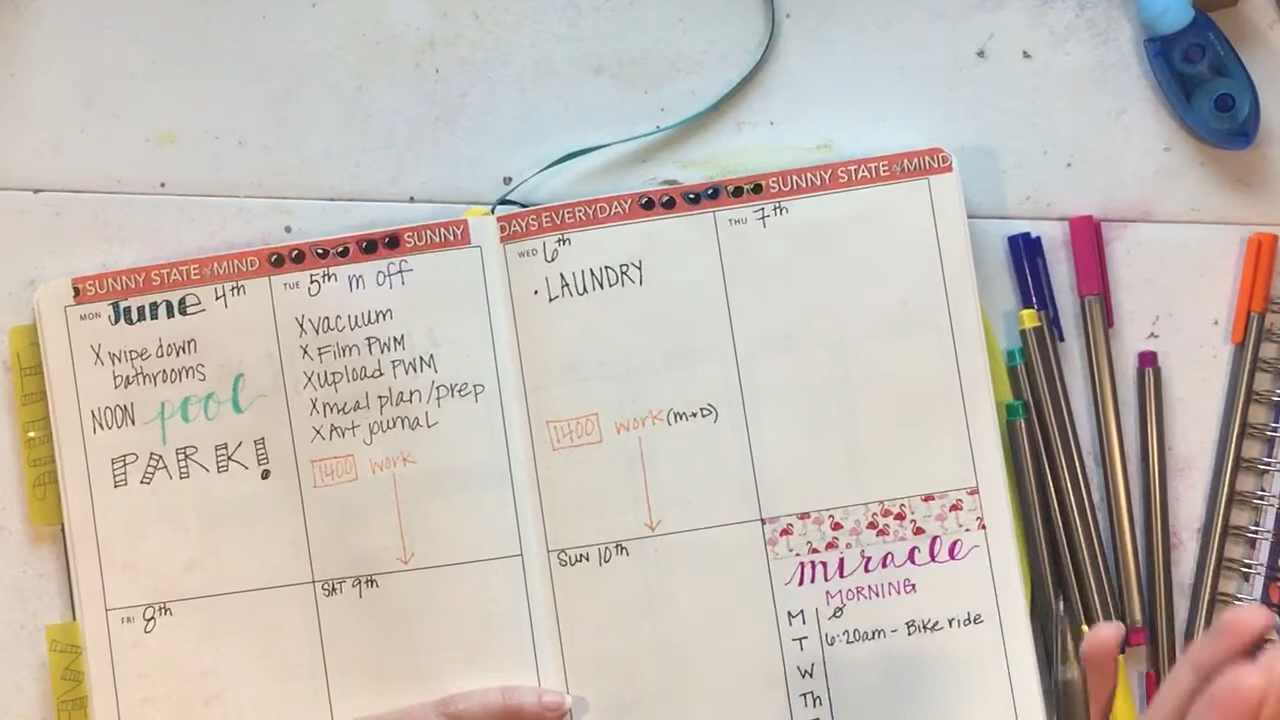 SUNNY STATE of MIND
SUNNY
DAYS EVERYDAY
SUNNY STATE of MIND
MON June 4th
X wipe down
bathrooms
NOON pool
PARK!
TUE 5th m off
X vacuum
X Film PWM
X Upload PWM
X meal plan/prep
X Art journal
1400 work
WED 6th
· LAUNDRY
1400 work (m+D)
THU 7th
FRI 8th
SAT 9th
SUN 10th
miracle
MORNING
M Ø
T 6:20am - Bike ride
W
Th
JUNE